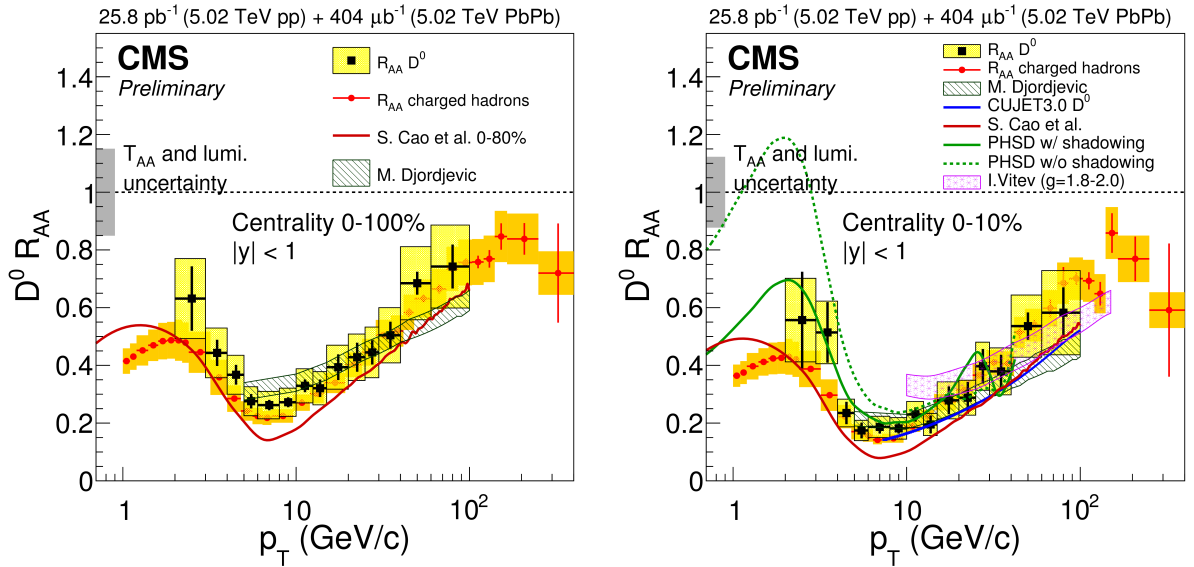 25.8 pb⁻¹ (5.02 TeV pp) + 404 μb⁻¹ (5.02 TeV PbPb)
CMS
Preliminary
R_AA D⁰
R_AA charged hadrons
S. Cao et al. 0-80%
M. Djordjevic
T_AA and lumi.
uncertainty
Centrality 0-100%
|y| < 1
D⁰ R_AA
1.4
1.2
1
0.8
0.6
0.4
0.2
0
1
10
10²
p_T (GeV/c)
25.8 pb⁻¹ (5.02 TeV pp) + 404 μb⁻¹ (5.02 TeV PbPb)
CMS
Preliminary
R_AA D⁰
R_AA charged hadrons
M. Djordjevic
CUJET3.0 D⁰
S. Cao et al.
PHSD w/ shadowing
PHSD w/o shadowing
I.Vitev (g=1.8-2.0)
T_AA and lumi.
uncertainty
Centrality 0-10%
|y| < 1
D⁰ R_AA
1.4
1.2
1
0.8
0.6
0.4
0.2
0
1
10
10²
p_T (GeV/c)